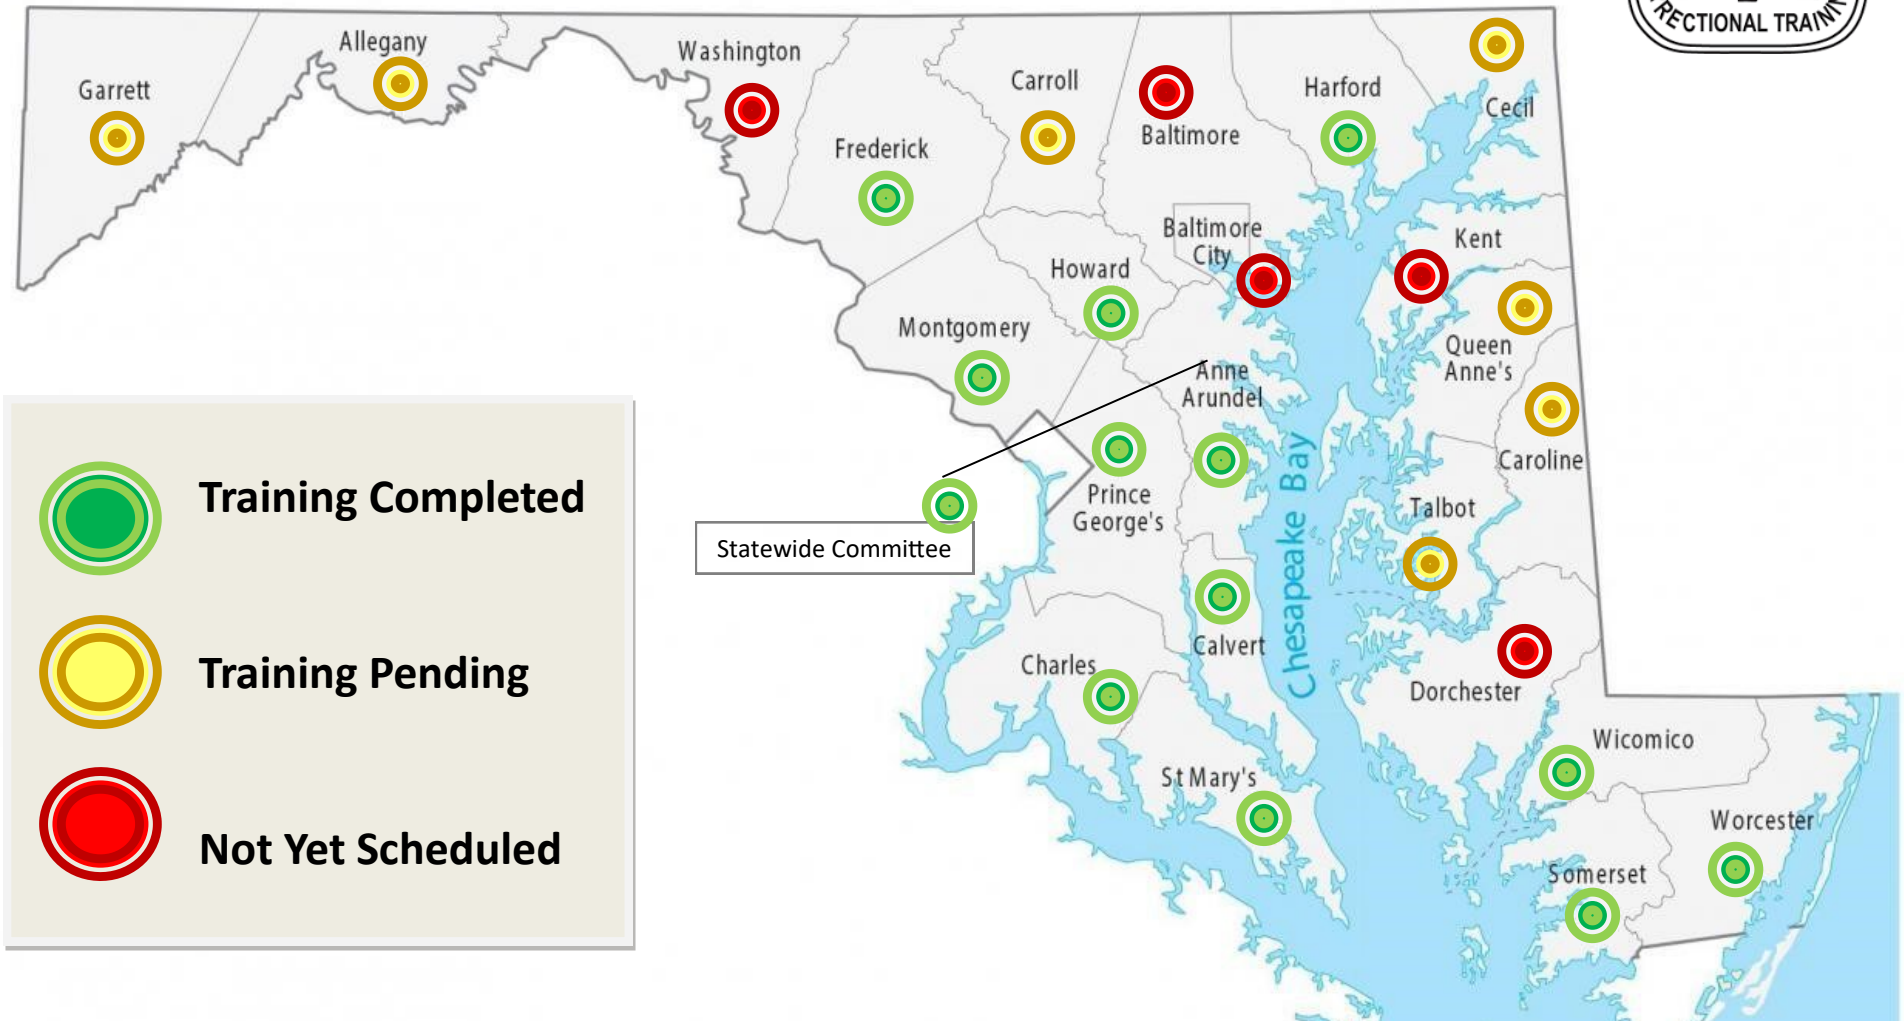 RECTIONAL TRAIN
Allegany
Washington
Garrett
Carroll
Harford
Cecil
Frederick
Baltimore
Baltimore
City
Kent
Howard
Montgomery
Queen
Anne's
Anne
Arundel
Caroline
Prince
George's
Talbot
Statewide Committee
Chesapeake Bay
Calvert
Charles
Dorchester
Wicomico
St Mary's
Worcester
Somerset
Training Completed
Training Pending
Not Yet Scheduled